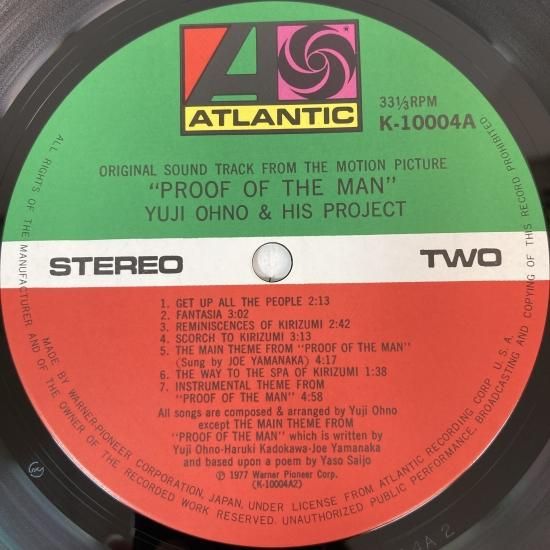 ATLANTIC
33⅓RPM
K-10004A
ORIGINAL SOUND TRACK FROM THE MOTION PICTURE
"PROOF OF THE MAN"
YUJI OHNO & HIS PROJECT
STEREO
TWO
1. GET UP ALL THE PEOPLE 2:13
2. FANTASIA 3:02
3. REMINISCENCES OF KIRIZUMI 2:42
4. SCORCH TO KIRIZUMI 3:13
5. THE MAIN THEME FROM "PROOF OF THE MAN"
(Sung by JOE YAMANAKA) 4:17
6. THE WAY TO THE SPA OF KIRIZUMI 1:38
7. INSTRUMENTAL THEME FROM
"PROOF OF THE MAN" 4:58
All songs are composed & arranged by Yuji Ohno
except THE MAIN THEME FROM
"PROOF OF THE MAN" which is written by
Yuji Ohno-Haruki Kadokawa-Joe Yamanaka
and based upon a poem by Yaso Saijo
Ⓟ 1977 Warner Pioneer Corp.
(K-10004A2)
MADE BY WARNER-PIONEER CORPORATION, JAPAN, UNDER LICENSE FROM ATLANTIC RECORDING CORP. U.S.A.
ALL RIGHTS OF THE MANUFACTURER AND OF THE OWNER OF THE RECORDED WORK RESERVED. UNAUTHORIZED PUBLIC PERFORMANCE, BROADCASTING AND COPYING OF THIS RECORD PROHIBITED
A 2